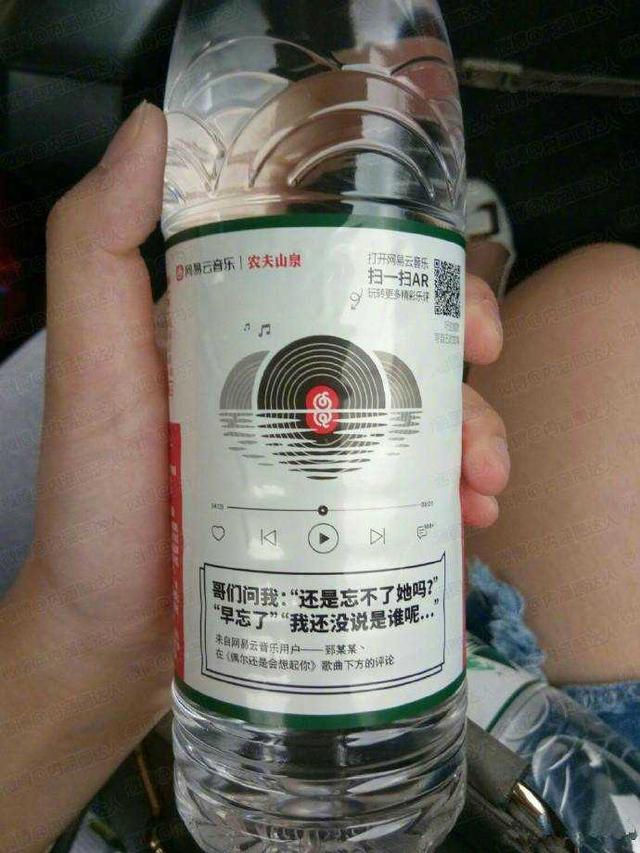 网易云音乐 | 农夫山泉
打开网易云音乐
扫一扫AR
玩转更多精彩乐评
哥们问我：“还是忘不了她吗？”
“早忘了”“我还没说是谁呢...”
来自网易云音乐用户——郅某某、
在《偶尔还是会想起你》歌曲下方的评论